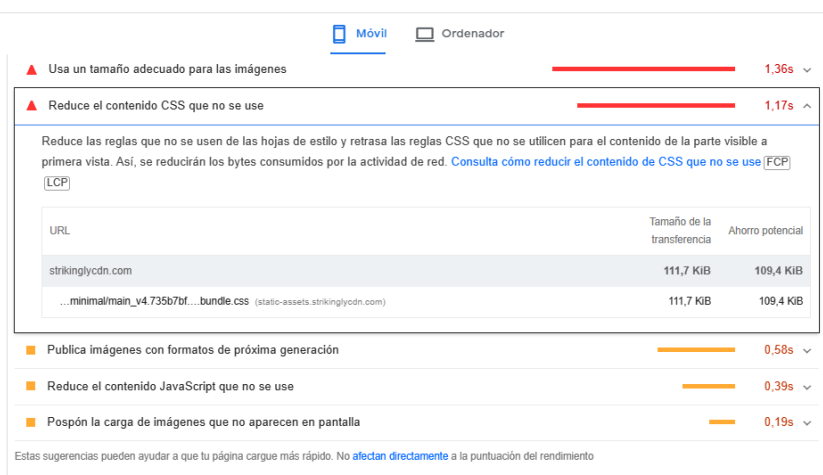 Móvil
Ordenador
Usa un tamaño adecuado para las imágenes 1,36s
Reduce el contenido CSS que no se use 1,17s
Reduce las reglas que no se usen de las hojas de estilo y retrasa las reglas CSS que no se utilicen para el contenido de la parte visible a
primera vista. Así, se reducirán los bytes consumidos por la actividad de red. Consulta cómo reducir el contenido de CSS que no se use FCP
LCP
URL Tamaño de la transferencia Ahorro potencial
strikinglycdn.com 111,7 KiB 109,4 KiB
…minimal/main_v4.735b7bf….bundle.css (static-assets.strikinglycdn.com) 111,7 KiB 109,4 KiB
Publica imágenes con formatos de próxima generación 0,58s
Reduce el contenido JavaScript que no se use 0,39s
Pospón la carga de imágenes que no aparecen en pantalla 0,19s
Estas sugerencias pueden ayudar a que tu página cargue más rápido. No afectan directamente a la puntuación del rendimiento